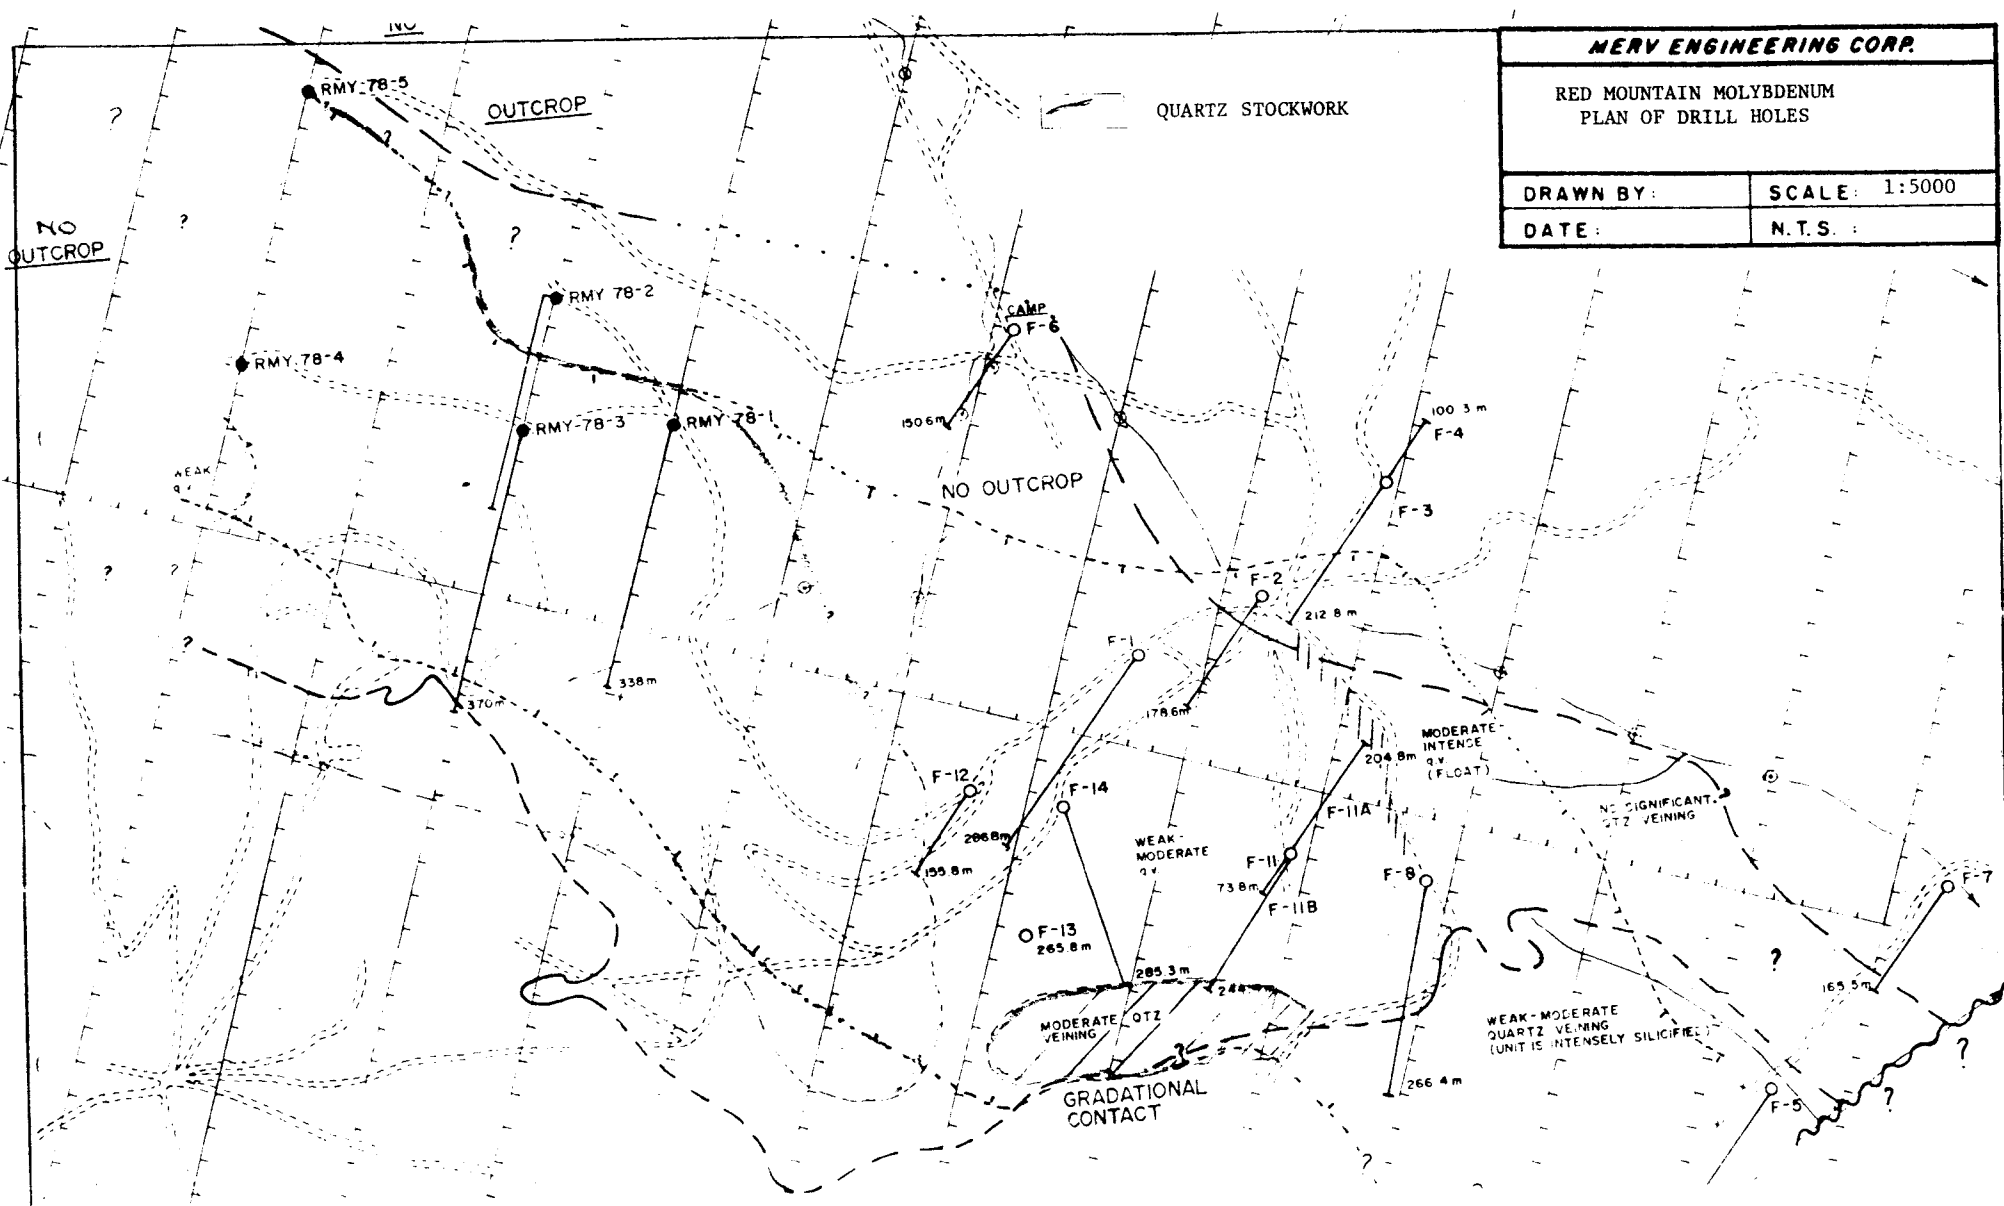 MERV ENGINEERING CORP.
RED MOUNTAIN MOLYBDENUM
PLAN OF DRILL HOLES
DRAWN BY:
SCALE: 1:5000
DATE:
N.T.S. :
QUARTZ STOCKWORK
NO
RMY-78-5
OUTCROP
?
?
?
?
NO
OUTCROP
RMY 78-2
CAMP
F-6
RMY 78-4
RMY-78-3
RMY 78-1
150.6m
100.3 m
F-4
NO OUTCROP
F-3
WEAK
q.v.
?
?
F-2
212.8 m
?
?
F-1
338m
370m
?
178.6m
MODERATE-
INTENCE
q.v.
(FLOAT)
204.8m
F-12
F-14
F-11A
NO SIGNIFICANT
QTZ VEINING
286.8m
155.8m
WEAK-
MODERATE
q.v.
F-11
73.8m
F-11B
F-8
F-7
F-13
265.8m
285.3m
?
165.5m
MODERATE QTZ
VEINING
WEAK-MODERATE
QUARTZ VEINING
(UNIT IS INTENSELY SILICIFIED)
?
?
GRADATIONAL
CONTACT
266.4m
F-5
?
?